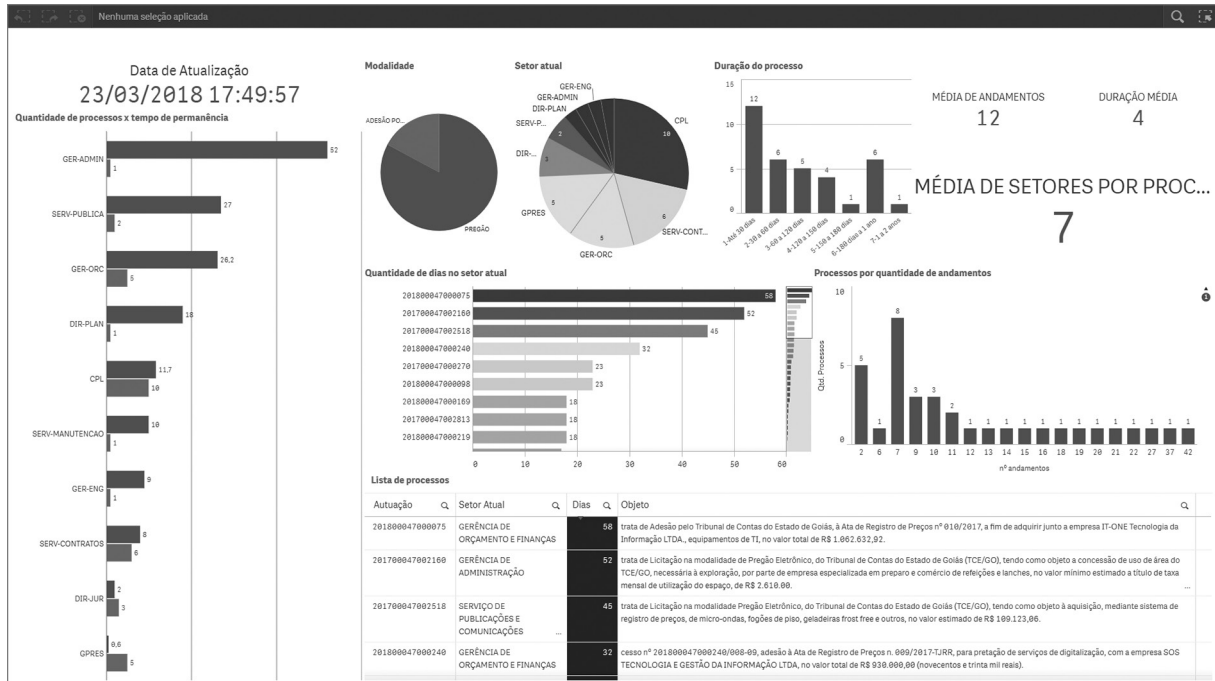 Nenhuma seleção aplicada
Data de Atualização
23/03/2018 17:49:57
Quantidade de processos x tempo de permanência
GER-ADMIN
52
1
SERV-PUBLICA
27
2
GER-ORC
26,2
5
DIR-PLAN
18
1
CPL
11,7
10
SERV-MANUTENCAO
10
1
GER-ENG
9
1
SERV-CONTRATOS
8
6
DIR-JUR
2
3
GPRES
0,6
5
Modalidade
ADESÃO PO...
PREGÃO
Setor atual
GER-ENG
GER-ADMIN
DIR-PLAN
SERV-P...
2
DIR-...
3
GPRES
5
GER-ORC
5
SERV-CONT...
6
CPL
10
Duração do processo
15
10
5
0
12
6
5
4
1
6
1
1-Até 30 dias
2-30 a 60 dias
3-60 a 120 dias
4-120 a 150 dias
5-150 a 180 dias
6-180 dias a 1 ano
7-1 a 2 anos
MÉDIA DE ANDAMENTOS
12
DURAÇÃO MÉDIA
4
MÉDIA DE SETORES POR PROC...
7
Quantidade de dias no setor atual
201800047000075 58
201700047002160 52
201700047002518 45
201800047000240 32
201700047000270 23
201800047000098 23
201800047000169 18
201700047002813 18
201800047000219 18
0 10 20 30 40 50 60
Processos por quantidade de andamentos
1
Qtd. Processos
10
5
0
5 1 8 3 3 2 1 1 1 1 1 1 1 1 1 1 1 1
2 6 7 9 10 11 12 13 14 15 16 18 19 20 21 22 27 37 42
nº andamentos
Lista de processos
Autuação Setor Atual Dias Objeto
201800047000075 GERÊNCIA DE 58 trata de Adesão pelo Tribunal de Contas do Estado de Goiás, à Ata de Registro de Preços nº 010/2017, a fim de adquirir junto a empresa IT-ONE Tecnologia da
ORÇAMENTO E FINANÇAS Informação LTDA., equipamentos de TI, no valor total de R$ 1.062.632,92.
201700047002160 GERÊNCIA DE 52 trata de Licitação na modalidade de Pregão Eletrônico, do Tribunal de Contas do Estado de Goiás (TCE/GO), tendo como objeto a concessão de uso de área do
ADMINISTRAÇÃO TCE/GO, necessária à exploração, por parte de empresa especializada em preparo e comércio de refeições e lanches, no valor mínimo estimado a título de taxa
mensal de utilização do espaço, de R$ 2.610.00. ...
201700047002518 SERVIÇO DE 45 trata de Licitação na modalidade Pregão Eletrônico, do Tribunal de Contas do Estado de Goiás (TCE/GO), tendo como objeto à aquisição, mediante sistema de
PUBLICAÇÕES E registro de preços, de micro-ondas, fogões de piso, geladeiras frost free e outros, no valor estimado de R$ 109.123,06.
COMUNICAÇÕES ...
201800047000240 GERÊNCIA DE 32 cesso nº 201800047000240/008-09, adesão à Ata de Registro de Preços n. 009/2017-TJRR, para pretação de serviços de digitalização, com a empresa SOS
ORÇAMENTO E FINANÇAS TECNOLOGIA E GESTÃO DA INFORMAÇÃO LTDA, no valor total de R$ 930.000,00 (novecentos e trinta mil reais).